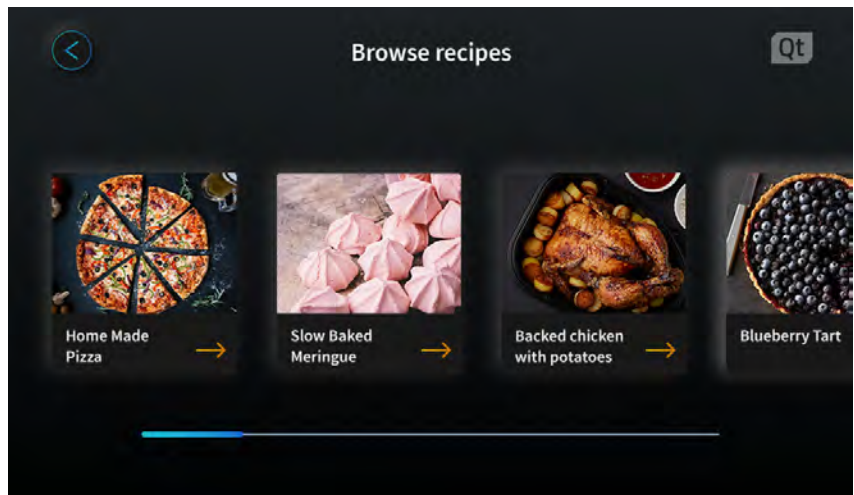 Browse recipes
Qt
Home Made
Pizza
Slow Baked
Meringue
Backed chicken
with potatoes
Blueberry Tart